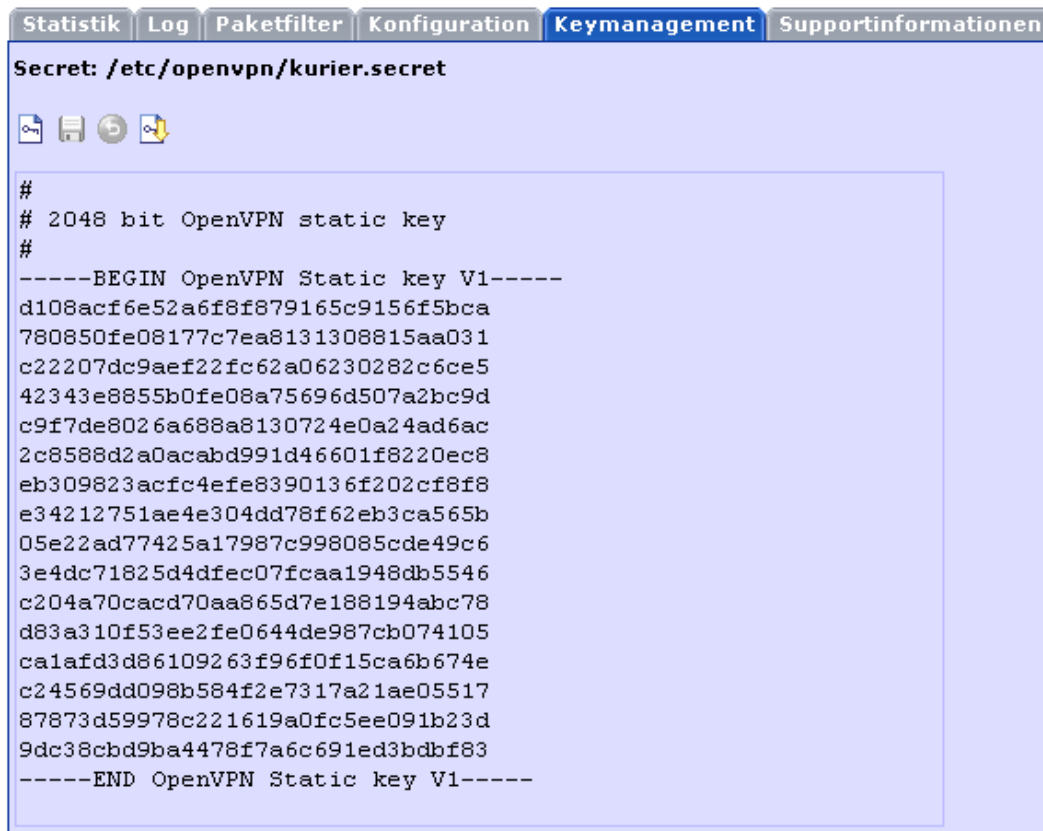 Statistik Log Paketfilter Konfiguration Keymanagement Supportinformationen
Secret: /etc/openvpn/kurier.secret
#
# 2048 bit OpenVPN static key
#
-----BEGIN OpenVPN Static key V1-----
d108acf6e52a6f8f879165c9156f5bca
780850fe08177c7ea8131308815aa031
c22207dc9aef22fc62a06230282c6ce5
42343e8855b0fe08a75696d507a2bc9d
c9f7de8026a688a8130724e0a24ad6ac
2c8588d2a0acabd991d46601f8220ec8
eb309823acfc4efe8390136f202cf8f8
e34212751ae4e304dd78f62eb3ca565b
05e22ad77425a17987c998085cde49c6
3e4dc71825d4dfec07fcaa1948db5546
c204a70cacd70aa865d7e188194abc78
d83a310f53ee2fe0644de987cb074105
ca1afd3d86109263f96f0f15ca6b674e
c24569dd098b584f2e7317a21ae05517
87873d59978c221619a0fc5ee091b23d
9dc38cbd9ba4478f7a6c691ed3bdbf83
-----END OpenVPN Static key V1-----